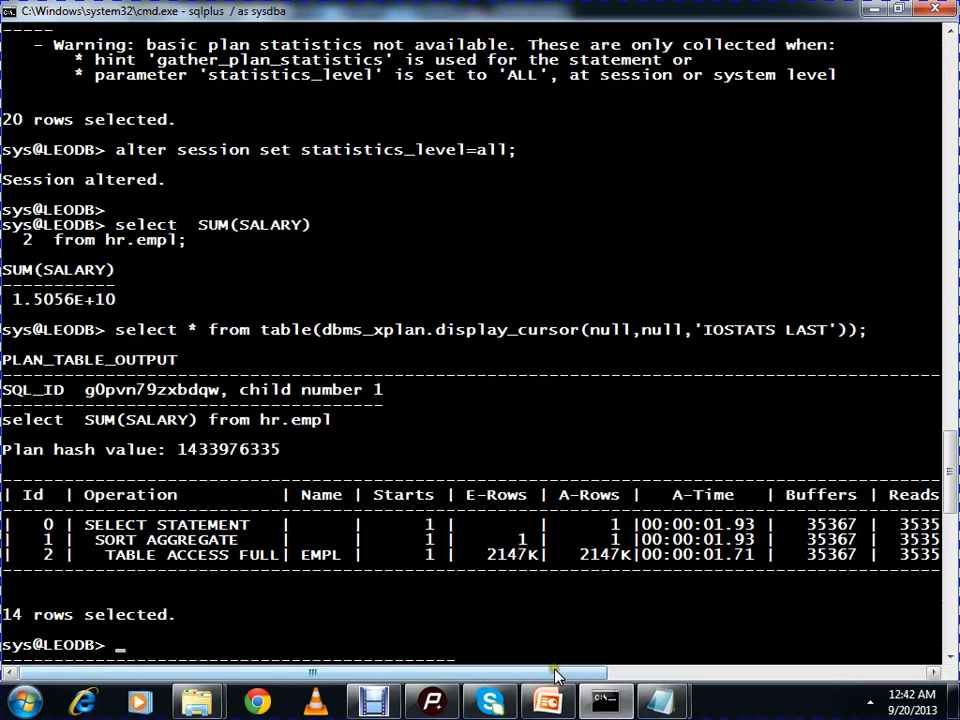 C:\Windows\system32\cmd.exe - sqlplus / as sysdba
-----
   - Warning: basic plan statistics not available. These are only collected when:
       * hint 'gather_plan_statistics' is used for the statement or
       * parameter 'statistics_level' is set to 'ALL', at session or system level
20 rows selected.
sys@LEODB> alter session set statistics_level=all;
Session altered.
sys@LEODB>
sys@LEODB> select  SUM(SALARY)
  2  from hr.empl;
SUM(SALARY)
-----------
 1.5056E+10
sys@LEODB> select * from table(dbms_xplan.display_cursor(null,null,'IOSTATS LAST'));
PLAN_TABLE_OUTPUT
--------------------------------------------------------------------------------------------
SQL_ID  g0pvn79zxbdqw, child number 1
-------------------------------------
select  SUM(SALARY) from hr.empl
Plan hash value: 1433976335
--------------------------------------------------------------------------------------------
| Id  | Operation          | Name | Starts | E-Rows | A-Rows |   A-Time   | Buffers | Reads
--------------------------------------------------------------------------------------------
|   0 | SELECT STATEMENT   |      |      1 |        |      1 |00:00:01.93 |   35367 |  3535
|   1 |  SORT AGGREGATE    |      |      1 |      1 |      1 |00:00:01.93 |   35367 |  3535
|   2 |   TABLE ACCESS FULL| EMPL |      1 |  2147K|  2147K|00:00:01.71 |   35367 |  3535
--------------------------------------------------------------------------------------------
14 rows selected.
sys@LEODB> _
--------------------------------------------
12:42 AM
9/20/2013